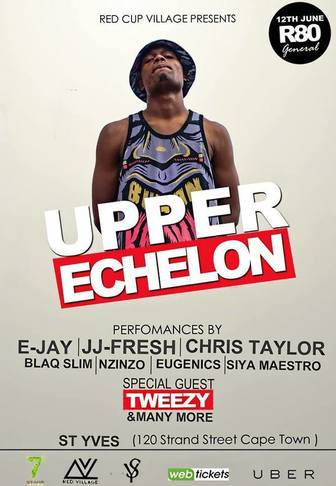 RED CUP VILLAGE PRESENTS
12TH JUNE
R80
General
UPPER
ECHELON
PERFOMANCES BY
E-JAY | JJ-FRESH | CHRIS TAYLOR
BLAQ SLIM | NZINZO | EUGENICS | SIYA MAESTRO
SPECIAL GUEST
TWEEZY
& MANY MORE
ST YVES (120 Strand Street Cape Town )
7
RED VILLAGE
webtickets
UBER